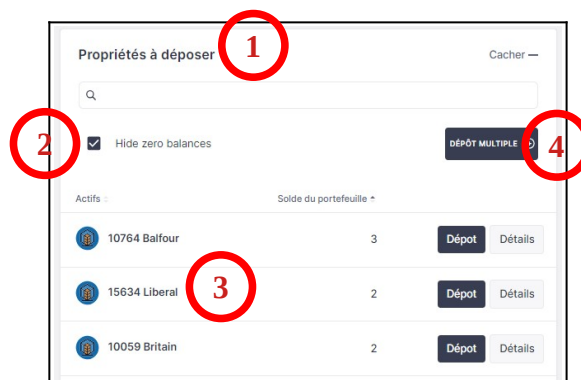 Propriétés à déposer 1 Cacher —
2 Hide zero balances DÉPÔT MULTIPLE 4
Actifs Solde du portefeuille
10764 Balfour 3 Dépot Détails
15634 Liberal 3 2 Dépot Détails
10059 Britain 2 Dépot Détails